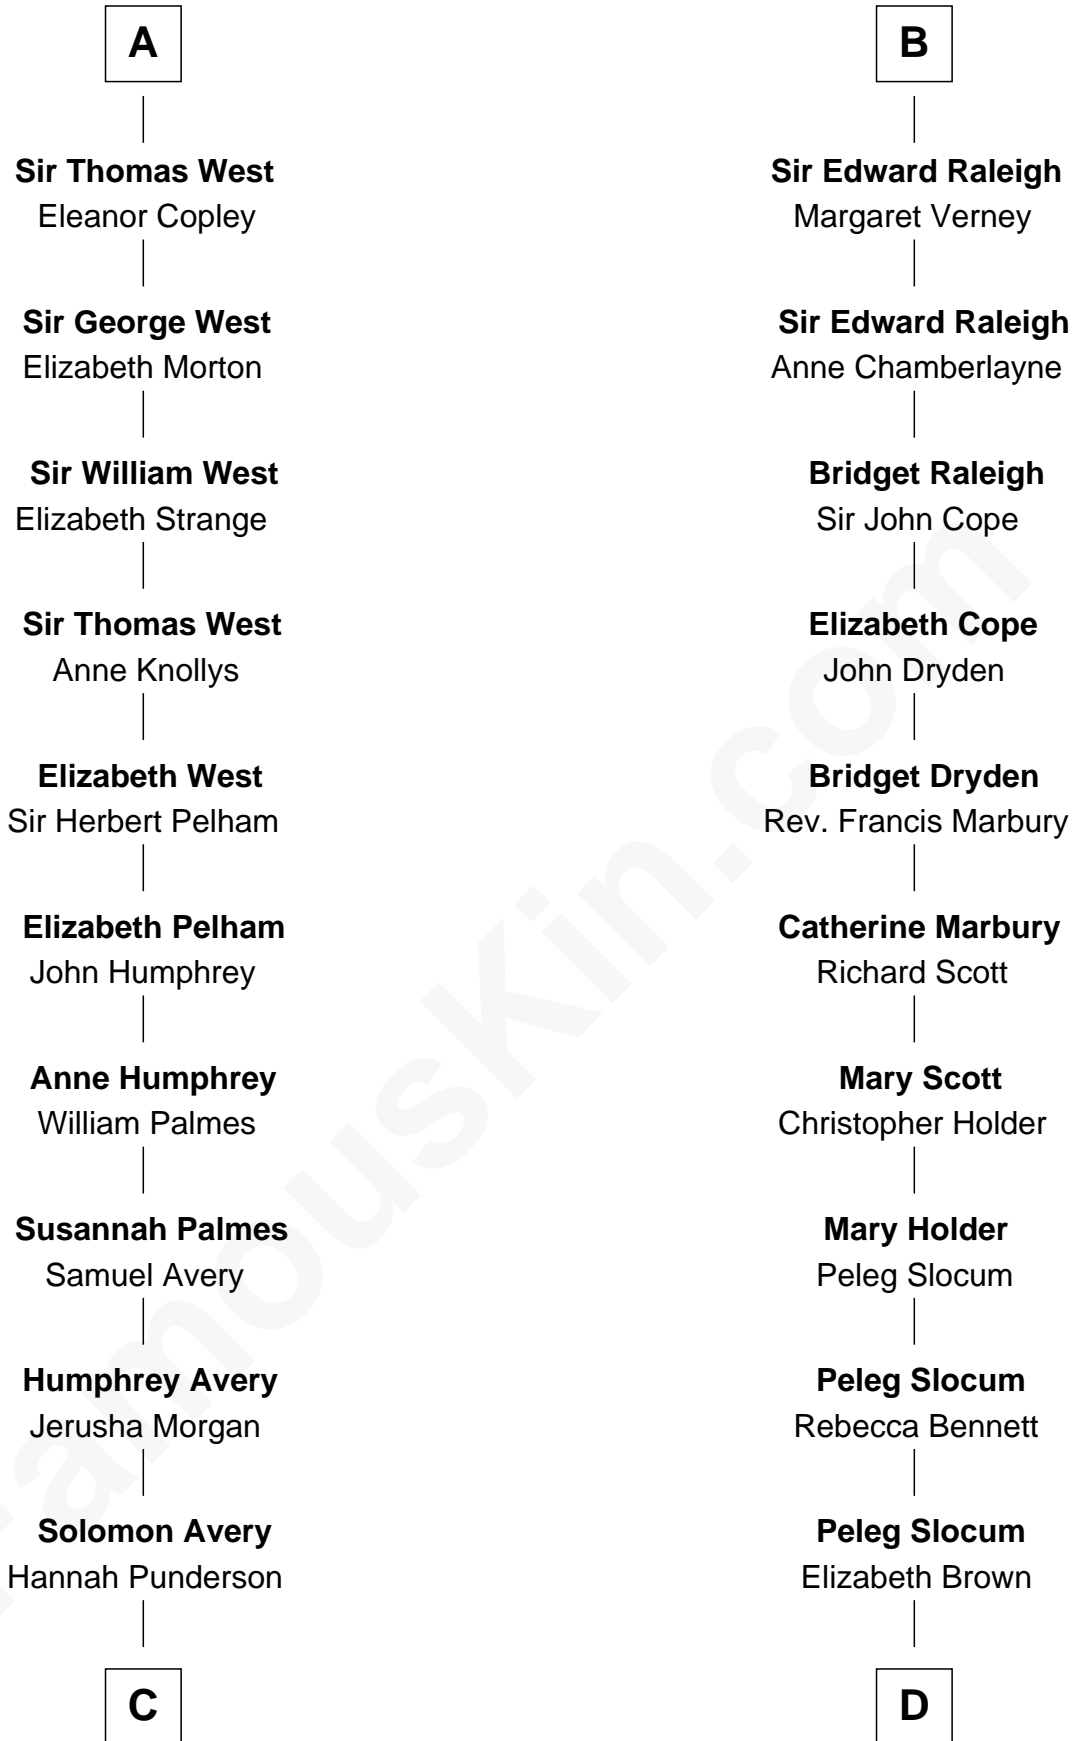 A
Sir Thomas West
Eleanor Copley
Sir George West
Elizabeth Morton
Sir William West
Elizabeth Strange
Sir Thomas West
Anne Knollys
Elizabeth West
Sir Herbert Pelham
Elizabeth Pelham
John Humphrey
Anne Humphrey
William Palmes
Susannah Palmes
Samuel Avery
Humphrey Avery
Jerusha Morgan
Solomon Avery
Hannah Punderson
C
B
Sir Edward Raleigh
Margaret Verney
Sir Edward Raleigh
Anne Chamberlayne
Bridget Raleigh
Sir John Cope
Elizabeth Cope
John Dryden
Bridget Dryden
Rev. Francis Marbury
Catherine Marbury
Richard Scott
Mary Scott
Christopher Holder
Mary Holder
Peleg Slocum
Peleg Slocum
Rebecca Bennett
Peleg Slocum
Elizabeth Brown
D
FamousKin.com